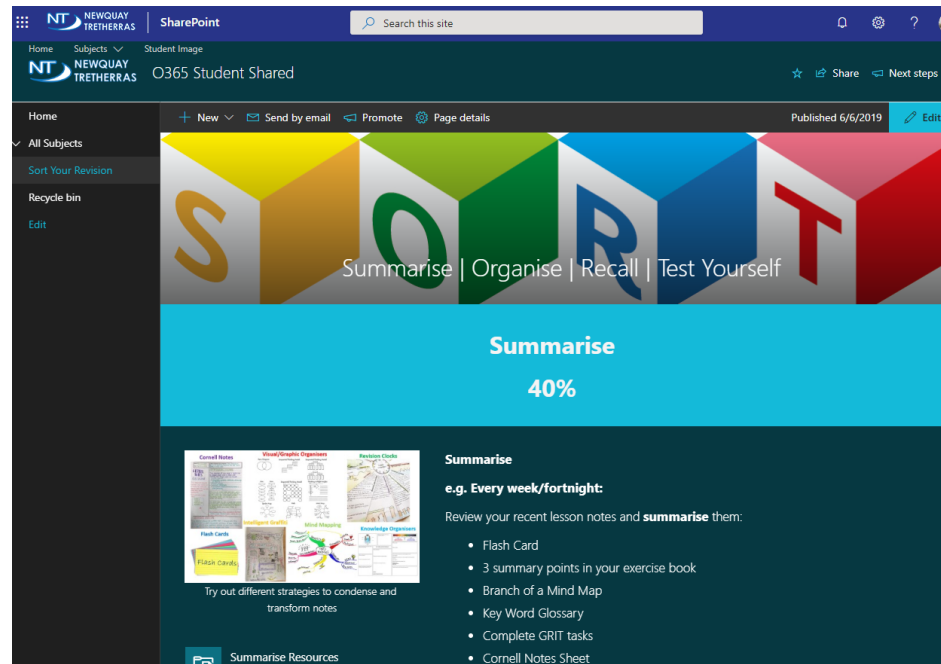 NT NEWQUAY TRETHERRAS
SharePoint
Search this site
?
Home Subjects Student Image
NT NEWQUAY TRETHERRAS
O365 Student Shared
Share Next steps
Home
All Subjects
Sort Your Revision
Recycle bin
Edit
New Send by email Promote Page details
Published 6/6/2019 Edit
S O R T
Summarise | Organise | Recall | Test Yourself
Summarise
40%
Cornell Notes Visual/Graphic Organisers Revision Clocks
Intelligent Graffiti Mind Mapping Knowledge Organisers
Flash Cards
Flash Cards
Try out different strategies to condense and
transform notes
Summarise Resources
Summarise
e.g. Every week/fortnight:
Review your recent lesson notes and summarise them:
• Flash Card
• 3 summary points in your exercise book
• Branch of a Mind Map
• Key Word Glossary
• Complete GRIT tasks
• Cornell Notes Sheet